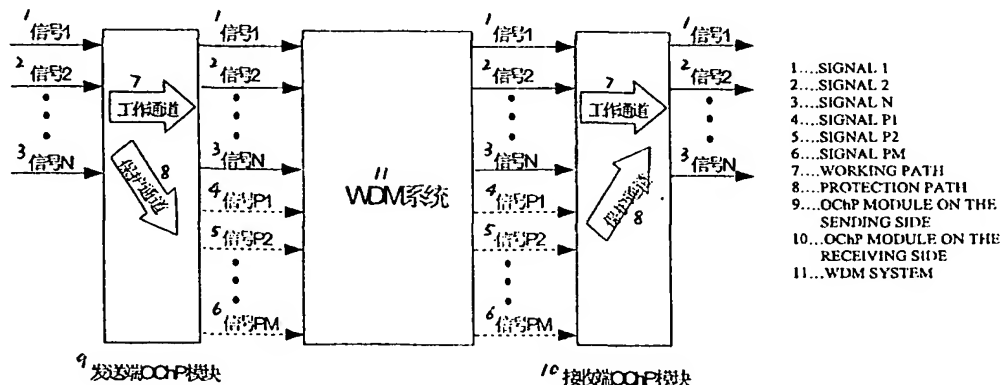 1 信号1
2 信号2
3 信号N
7
工作通道
8
保护通道
1 信号1
2 信号2
3 信号N
4 信号P1
5 信号P2
6 信号PM
11
WDM系统
1 信号1
2 信号2
3 信号N
4 信号P1
5 信号P2
6 信号PM
7
工作通道
保护通道
8
1 信号1
2 信号2
3 信号N
9 发送端OChP模块
10 接收端OChP模块
1....SIGNAL 1
2....SIGNAL 2
3....SIGNAL N
4....SIGNAL P1
5....SIGNAL P2
6....SIGNAL PM
7....WORKING PATH
8....PROTECTION PATH
9....OChP MODULE ON THE
SENDING SIDE
10....OChP MODULE ON THE
RECEIVING SIDE
11....WDM SYSTEM